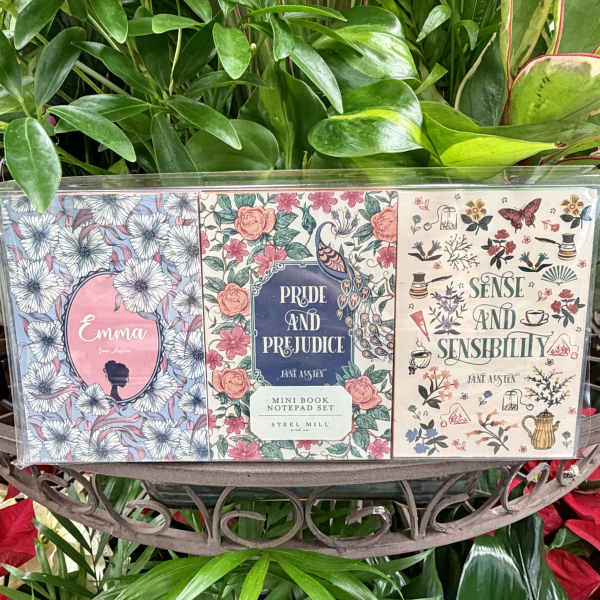 Emma
Jane Austen
PRIDE
AND
PREJUDICE
JANE AUSTEN
MINI BOOK
NOTEPAD SET
STEEL MILL
SENSE
AND
SENSIBILITY
JANE AUSTEN